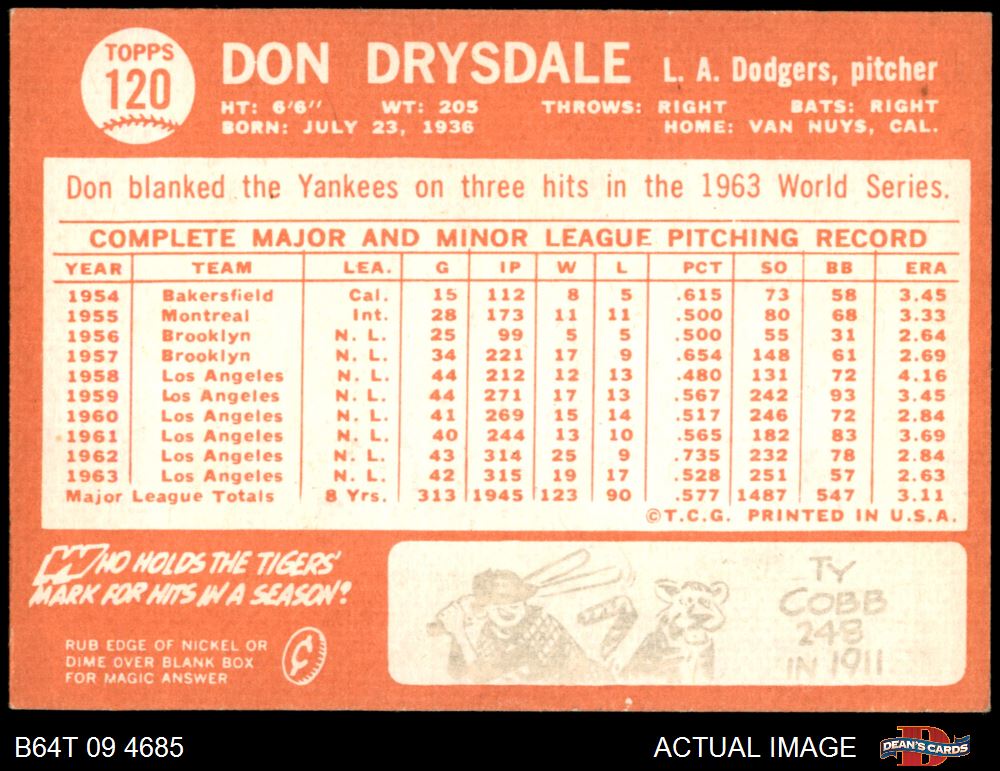 TOPPS
120
DON DRYSDALE L. A. Dodgers, pitcher
HT: 6'6" WT: 205 THROWS: RIGHT BATS: RIGHT
BORN: JULY 23, 1936 HOME: VAN NUYS, CAL.
Don blanked the Yankees on three hits in the 1963 World Series.
COMPLETE MAJOR AND MINOR LEAGUE PITCHING RECORD
YEAR TEAM LEA. G IP W L PCT SO BB ERA
1954 Bakersfield Cal. 15 112 8 5 .615 73 58 3.45
1955 Montreal Int. 28 173 11 11 .500 80 68 3.33
1956 Brooklyn N. L. 25 99 5 5 .500 55 31 2.64
1957 Brooklyn N. L. 34 221 17 9 .654 148 61 2.69
1958 Los Angeles N. L. 44 212 12 13 .480 131 72 4.16
1959 Los Angeles N. L. 44 271 17 13 .567 242 93 3.45
1960 Los Angeles N. L. 41 269 15 14 .517 246 72 2.84
1961 Los Angeles N. L. 40 244 13 10 .565 182 83 3.69
1962 Los Angeles N. L. 43 314 25 9 .735 232 78 2.84
1963 Los Angeles N. L. 42 315 19 17 .528 251 57 2.63
Major League Totals 8 Yrs. 313 1945 123 90 .577 1487 547 3.11
©T.C.G. PRINTED IN U.S.A.
WHO HOLDS THE TIGERS'
MARK FOR HITS IN A SEASON?
RUB EDGE OF NICKEL OR
DIME OVER BLANK BOX
FOR MAGIC ANSWER
¢
TY
COBB
248
IN 1911
B64T 09 4685 ACTUAL IMAGE
D
DEAN'S CARDS